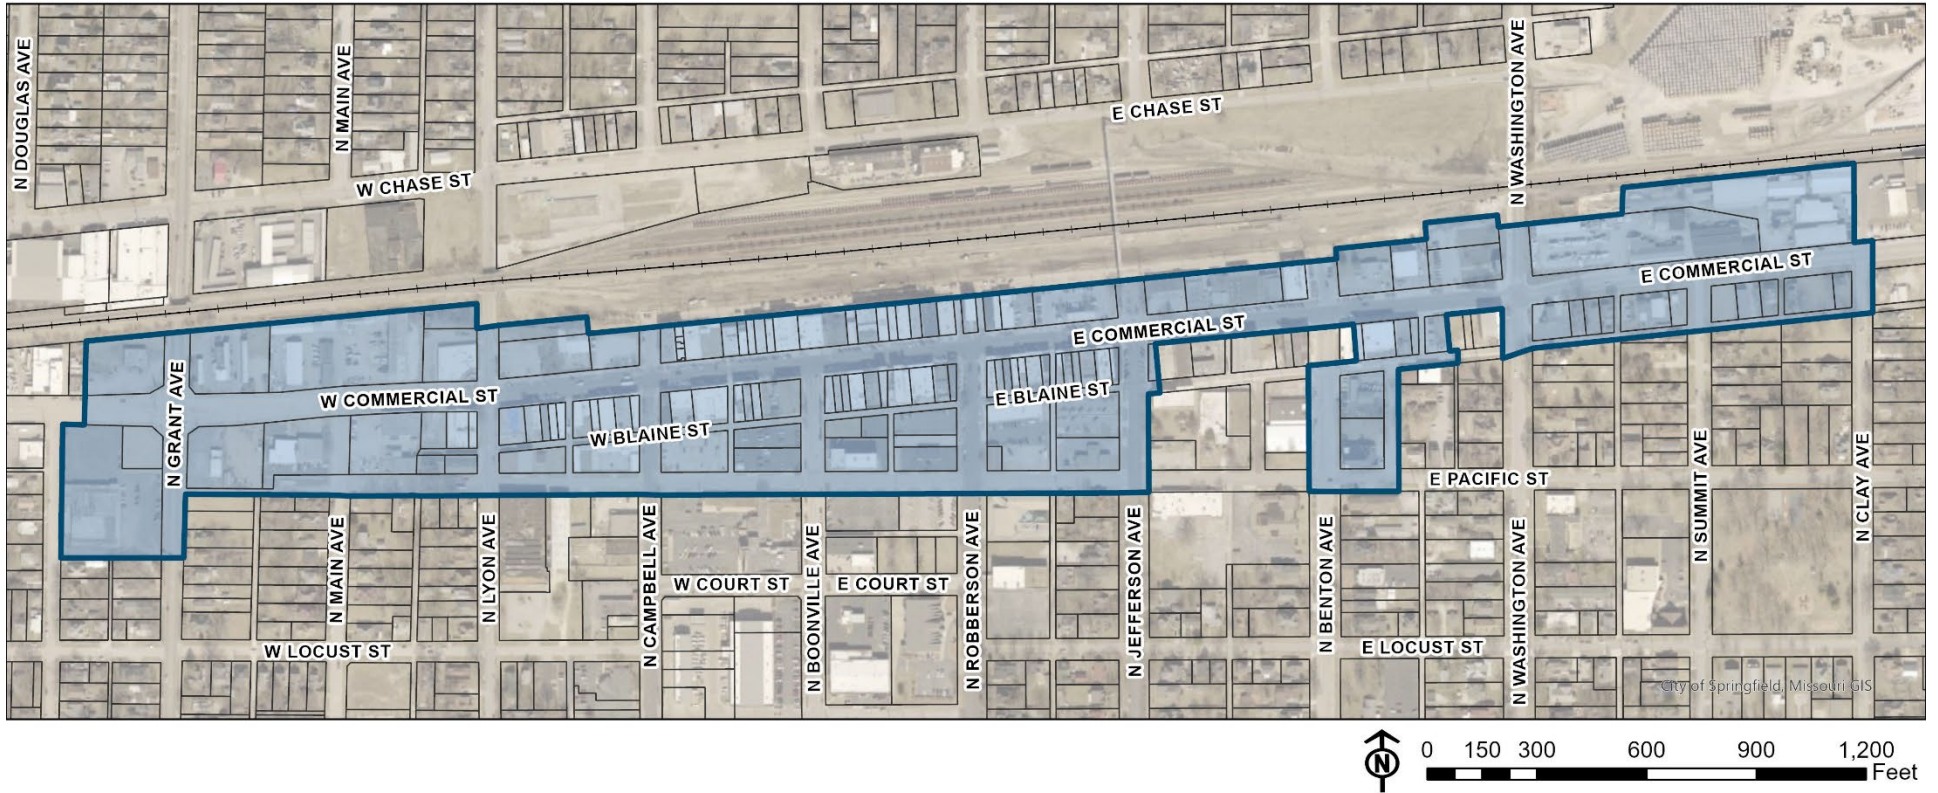 N DOUGLAS AVE
N MAIN AVE
W CHASE ST
E CHASE ST
N WASHINGTON AVE
E COMMERCIAL ST
E COMMERCIAL ST
W COMMERCIAL ST
N GRANT AVE
W BLAINE ST
E BLAINE ST
E PACIFIC ST
N MAIN AVE
N LYON AVE
N CAMPBELL AVE
W COURT ST
N BOONVILLE AVE
E COURT ST
N ROBBERSON AVE
N JEFFERSON AVE
N BENTON AVE
N WASHINGTON AVE
N SUMMIT AVE
N CLAY AVE
W LOCUST ST
E LOCUST ST
City of Springfield, Missouri GIS
N
0 150 300 600 900 1,200
Feet